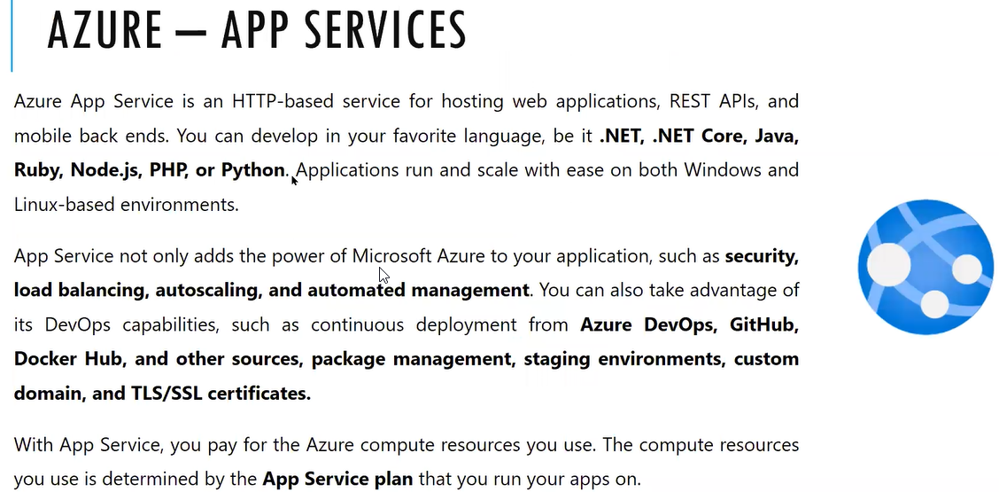 AZURE – APP SERVICES
Azure App Service is an HTTP-based service for hosting web applications, REST APIs, and
mobile back ends. You can develop in your favorite language, be it .NET, .NET Core, Java,
Ruby, Node.js, PHP, or Python. Applications run and scale with ease on both Windows and
Linux-based environments.
App Service not only adds the power of Microsoft Azure to your application, such as security,
load balancing, autoscaling, and automated management. You can also take advantage of
its DevOps capabilities, such as continuous deployment from Azure DevOps, GitHub,
Docker Hub, and other sources, package management, staging environments, custom
domain, and TLS/SSL certificates.
With App Service, you pay for the Azure compute resources you use. The compute resources
you use is determined by the App Service plan that you run your apps on.